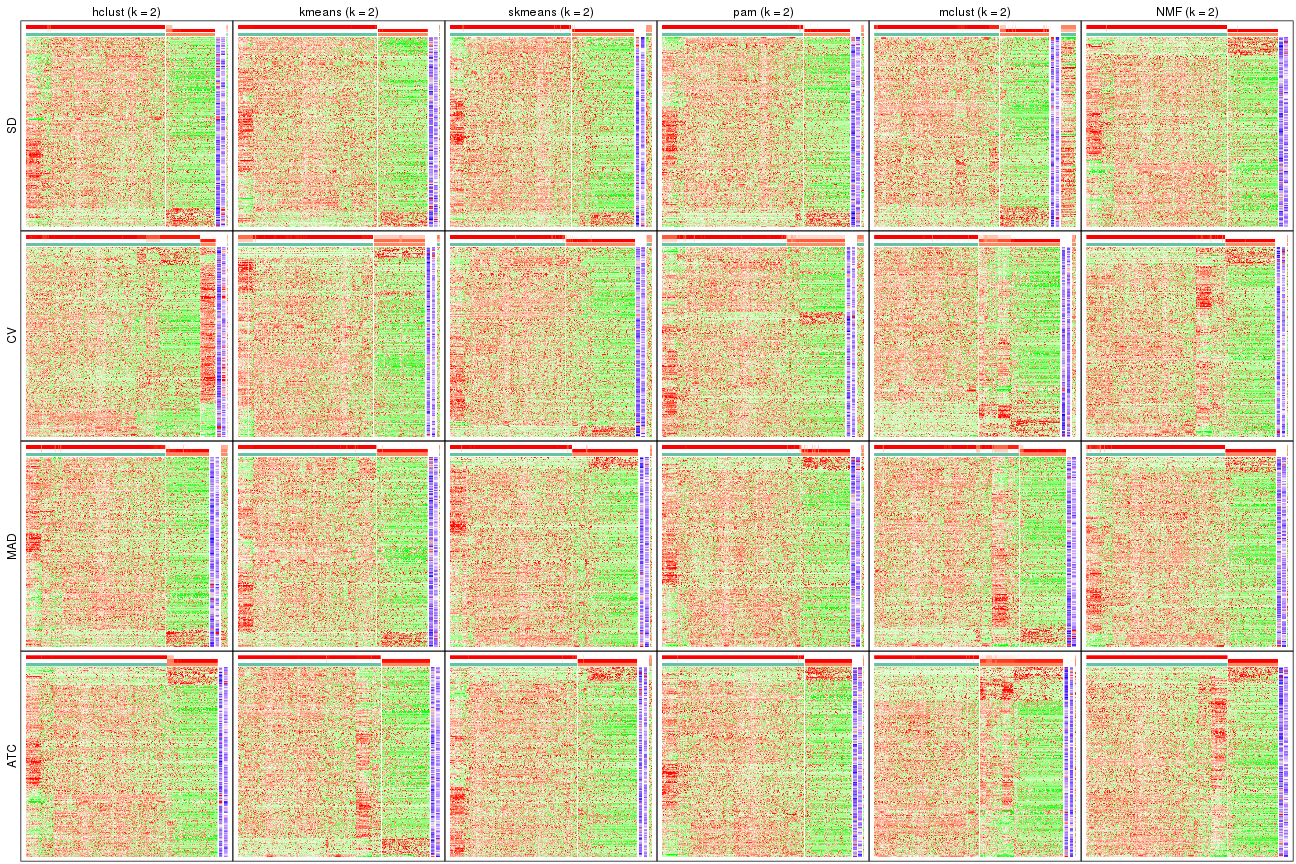 hclust (k = 2) kmeans (k = 2) skmeans (k = 2) pam (k = 2) mclust (k = 2) NMF (k = 2)
SD
CV
MAD
ATC